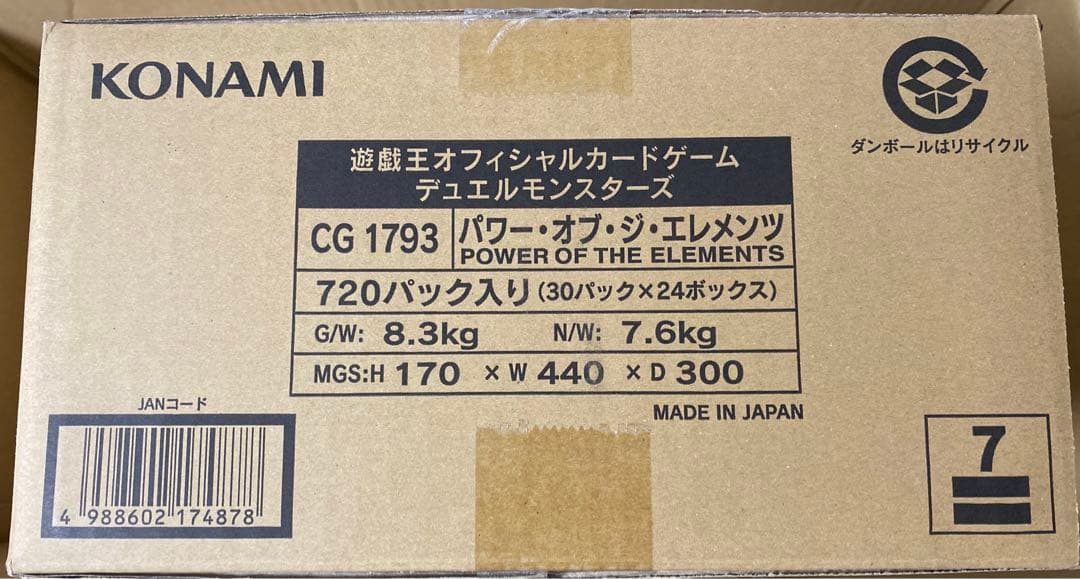 KONAMI
ダンボールはリサイクル
遊戯王オフィシャルカードゲーム
デュエルモンスターズ
CG 1793
パワー・オブ・ジ・エレメンツ
POWER OF THE ELEMENTS
720パック入り(30パック×24ボックス)
G/W: 8.3kg N/W: 7.6kg
MGS:H 170 × W 440 × D 300
MADE IN JAPAN
JANコード
4 988602 174878
7